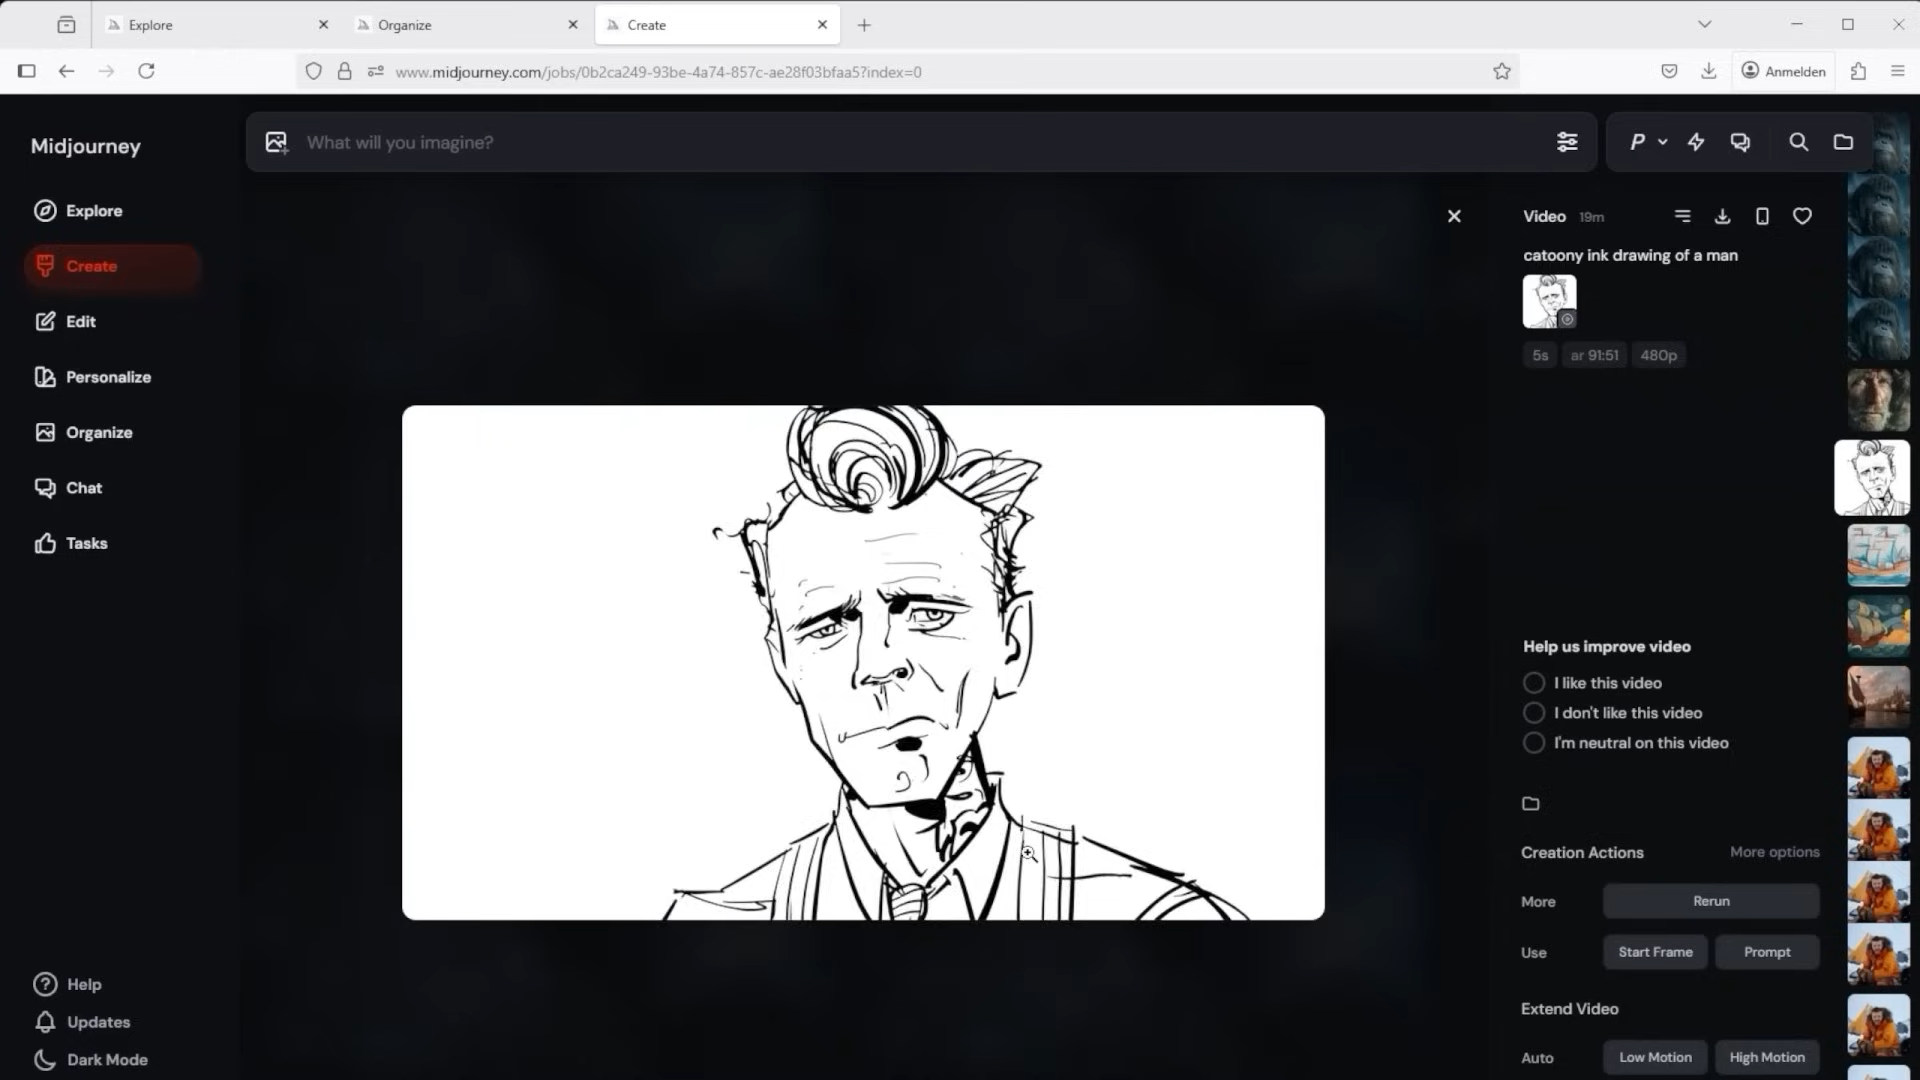 Explore
Organize
Create
www.midjourney.com/jobs/0b2ca249-93be-4a74-857c-ae28f03bfaa5?index=0
Anmelden
Midjourney
What will you imagine?
P
Explore
Create
Edit
Personalize
Organize
Chat
Tasks
Help
Updates
Dark Mode
Video 19m
catoony ink drawing of a man
5s ar 91:51 480p
Help us improve video
I like this video
I don't like this video
I'm neutral on this video
Creation Actions More options
More Rerun
Use Start Frame Prompt
Extend Video
Auto Low Motion High Motion